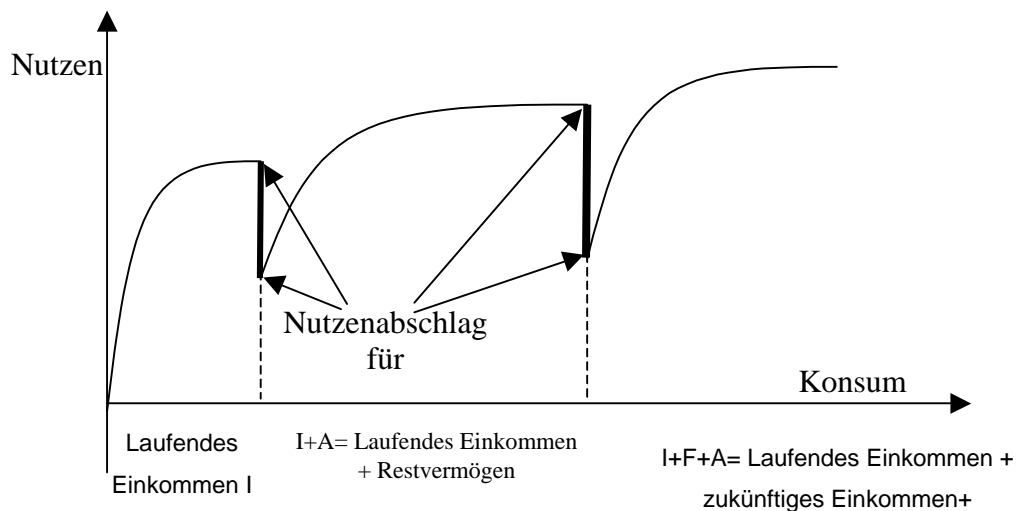 Nutzen
Nutzenabschlag
für
Konsum
Laufendes
Einkommen I
I+A= Laufendes Einkommen
+ Restvermögen
I+F+A= Laufendes Einkommen +
zukünftiges Einkommen+